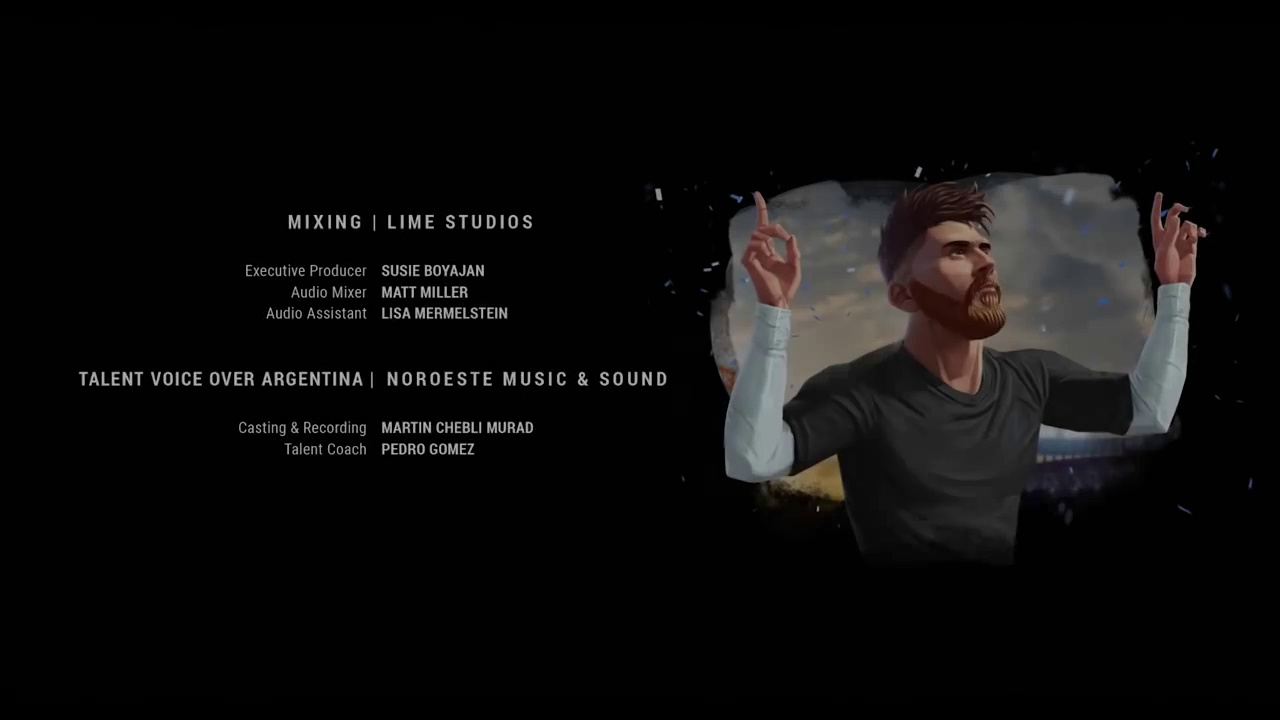 MIXING | LIME STUDIOS
Executive Producer SUSIE BOYAJAN
Audio Mixer MATT MILLER
Audio Assistant LISA MERMELSTEIN
TALENT VOICE OVER ARGENTINA | NOROESTE MUSIC & SOUND
Casting & Recording MARTIN CHEBLI MURAD
Talent Coach PEDRO GOMEZ